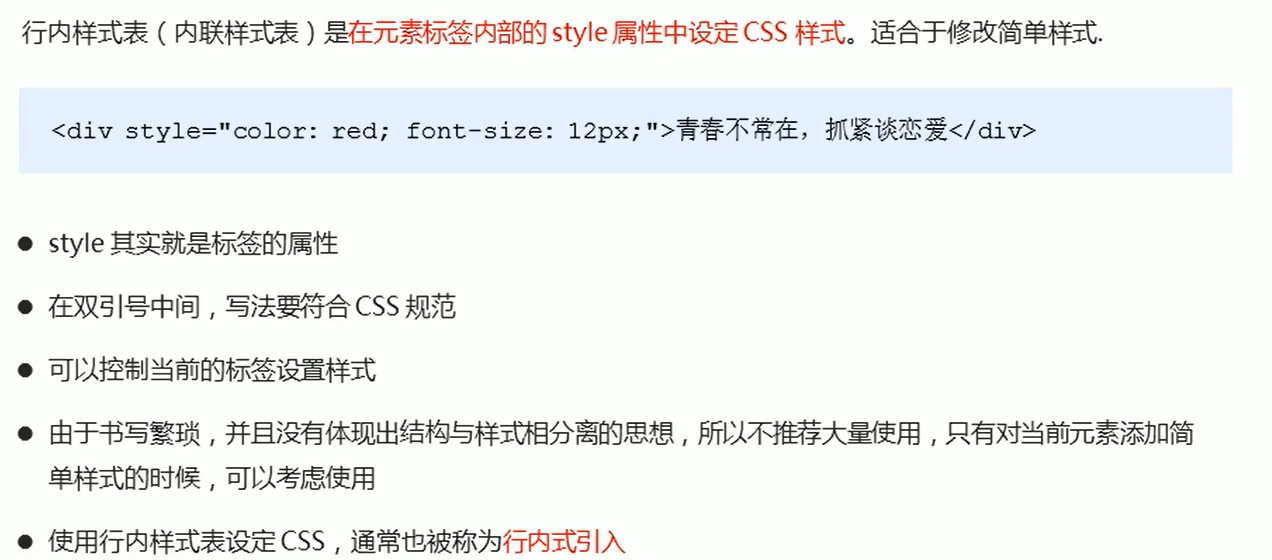 行内样式表（内联样式表）是在元素标签内部的 style 属性中设定 CSS 样式。适合于修改简单样式.
<div style="color: red; font-size: 12px;">青春不常在，抓紧谈恋爱</div>
● style 其实就是标签的属性
● 在双引号中间，写法要符合 CSS 规范
● 可以控制当前的标签设置样式
● 由于书写繁琐，并且没有体现出结构与样式相分离的思想，所以不推荐大量使用，只有对当前元素添加简
单样式的时候，可以考虑使用
● 使用行内样式表设定 CSS，通常也被称为行内式引入